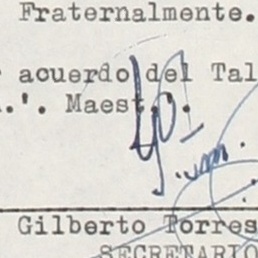 Fraternalmente.
acuerdo del Tal
.'. Maest
Gilberto Torres
SECRETARIO